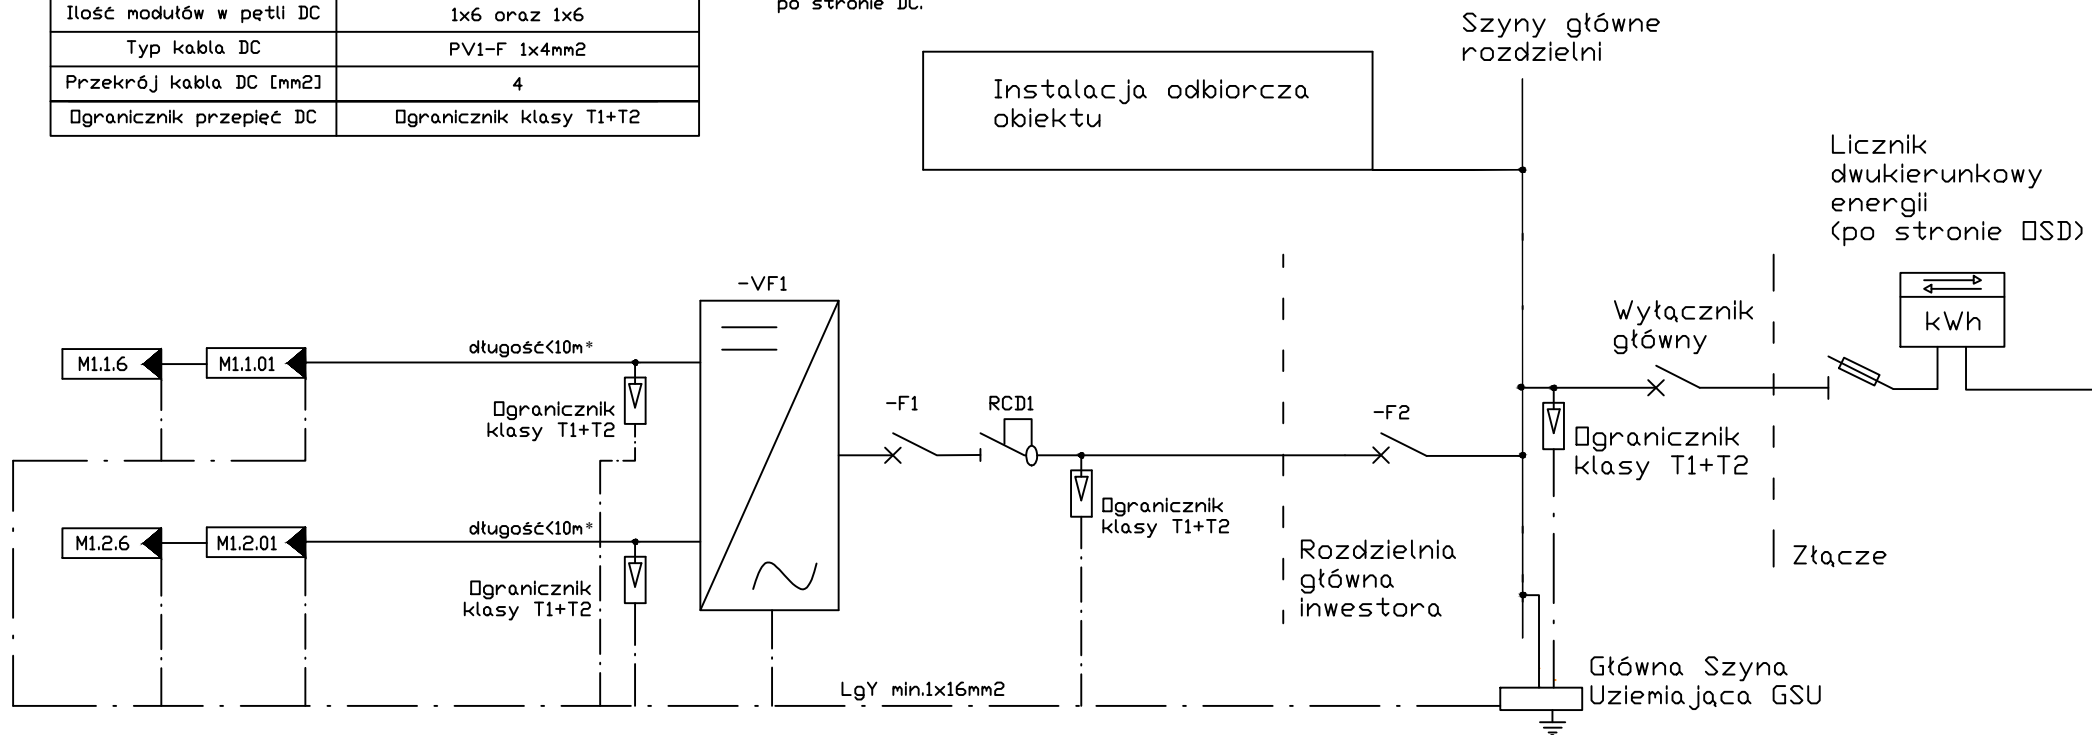 Ilość modułów w pętli DC 1x6 oraz 1x6
po stronie DC.
Typ kabla DC PV1-F 1x4mm2
Przekrój kabla DC [mm2] 4
Ogranicznik przepięć DC Ogranicznik klasy T1+T2
Szyny główne
rozdzielni
Instalacja odbiorcza
obiektu
Licznik
dwukierunkowy
energii
(po stronie OSD)
kWh
Wyłącznik
główny
-VF1
M1.1.6
M1.1.01
długość<10m*
Ogranicznik
klasy T1+T2
-F1
RCD1
-F2
Ogranicznik
klasy T1+T2
Ogranicznik
klasy T1+T2
M1.2.6
M1.2.01
długość<10m*
Ogranicznik
klasy T1+T2
Rozdzielnia
główna
inwestora
Złącze
LgY min.1x16mm2
Główna Szyna
Uziemiająca GSU